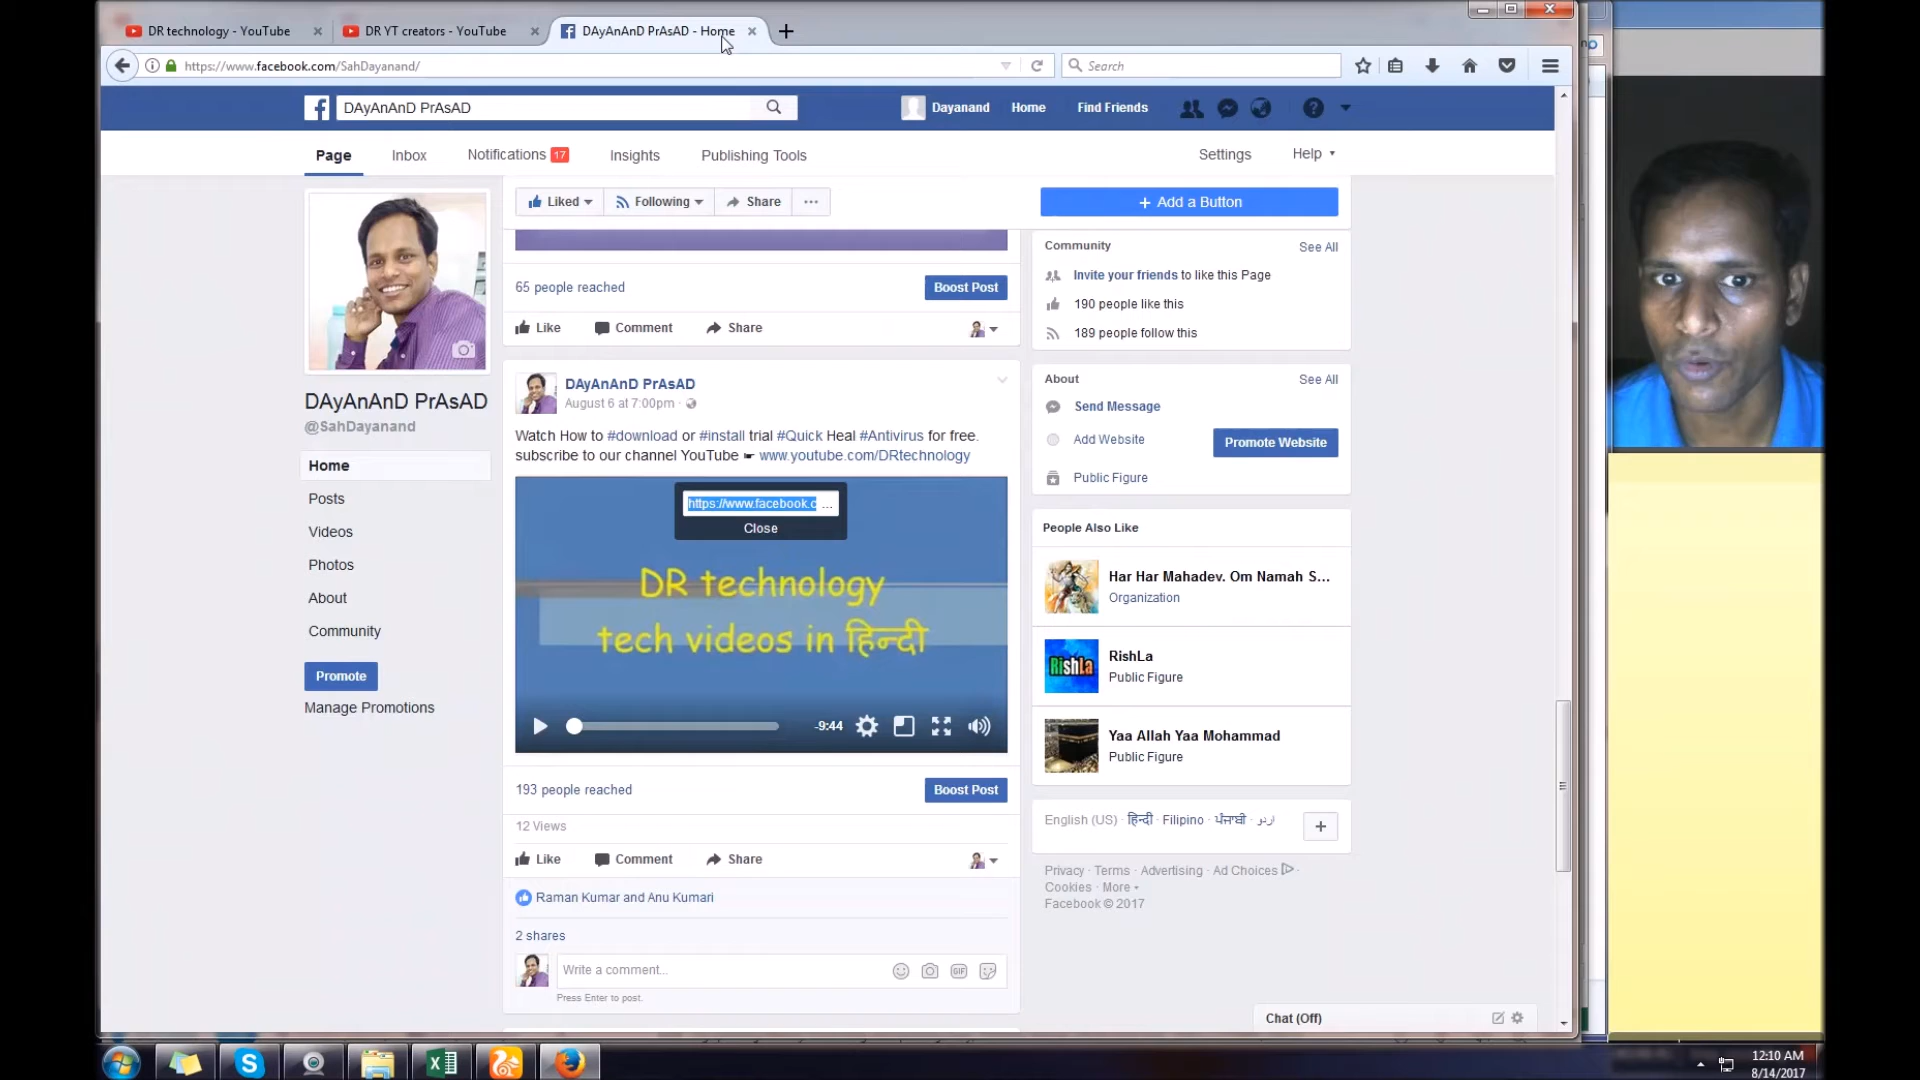 DR technology - YouTube
DR YT creators - YouTube
DAyAnAnD PrAsAD - Home
https://www.facebook.com/SahDayanand/
Search
DAyAnAnD PrAsAD
Dayanand
Home
Find Friends
Page
Inbox
Notifications 17
Insights
Publishing Tools
Settings
Help
Liked
Following
Share
+ Add a Button
65 people reached
Boost Post
Like
Comment
Share
DAyAnAnD PrAsAD
@SahDayanand
Home
Posts
Videos
Photos
About
Community
Promote
Manage Promotions
DAyAnAnD PrAsAD
August 6 at 7:00pm ·
Watch How to #download or #install trial #Quick Heal #Antivirus for free.
subscribe to our channel YouTube ☛ www.youtube.com/DRtechnology
https://www.facebook.c ...
Close
DR technology
tech videos in हिन्दी
-9:44
193 people reached
Boost Post
12 Views
Like
Comment
Share
Raman Kumar and Anu Kumari
2 shares
Write a comment...
GIF
Press Enter to post.
Community
See All
Invite your friends to like this Page
190 people like this
189 people follow this
About
See All
Send Message
Add Website
Promote Website
Public Figure
People Also Like
Har Har Mahadev. Om Namah S...
Organization
RishLa
RishLa
Public Figure
Yaa Allah Yaa Mohammad
Public Figure
English (US) · हिन्दी · Filipino · ਪੰਜਾਬੀ · اردو
+
Privacy · Terms · Advertising · Ad Choices ·
Cookies · More
Facebook © 2017
Chat (Off)
12:10 AM
8/14/2017